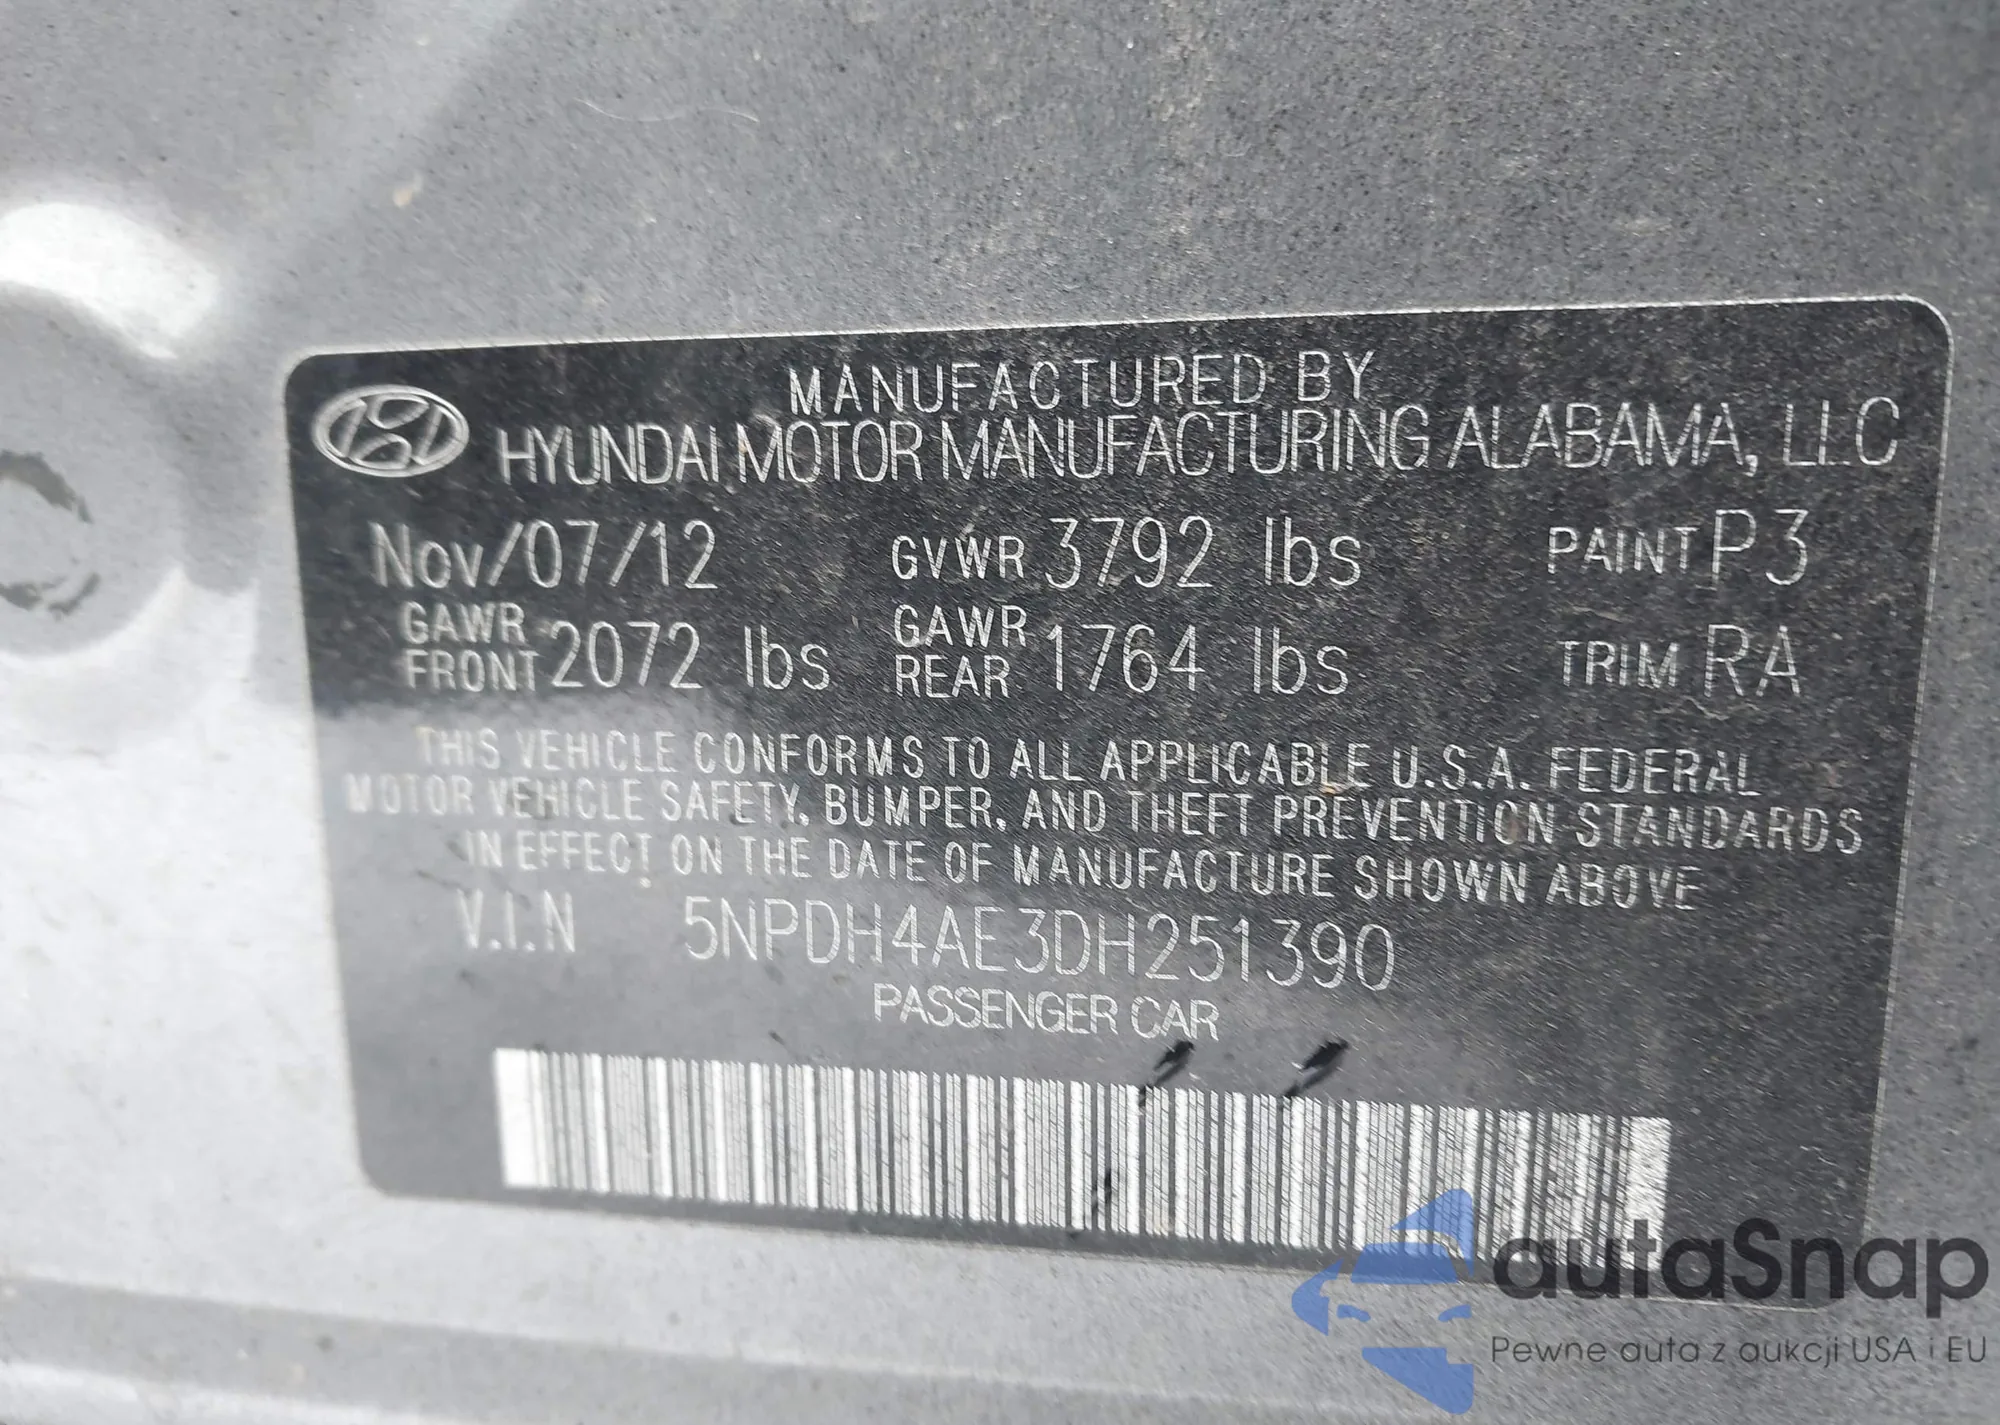 MANUFACTURED BY
HYUNDAI MOTOR MANUFACTURING ALABAMA, LLC
Nov/07/12 GVWR 3792 lbs PAINT P3
GAWR FRONT 2072 lbs GAWR REAR 1764 lbs TRIM RA
THIS VEHICLE CONFORMS TO ALL APPLICABLE U.S.A. FEDERAL
MOTOR VEHICLE SAFETY, BUMPER, AND THEFT PREVENTION STANDARDS
IN EFFECT ON THE DATE OF MANUFACTURE SHOWN ABOVE
V.I.N 5NPDH4AE3DH251390
PASSENGER CAR
autaSnap
Pewne auta z aukcji USA i EU